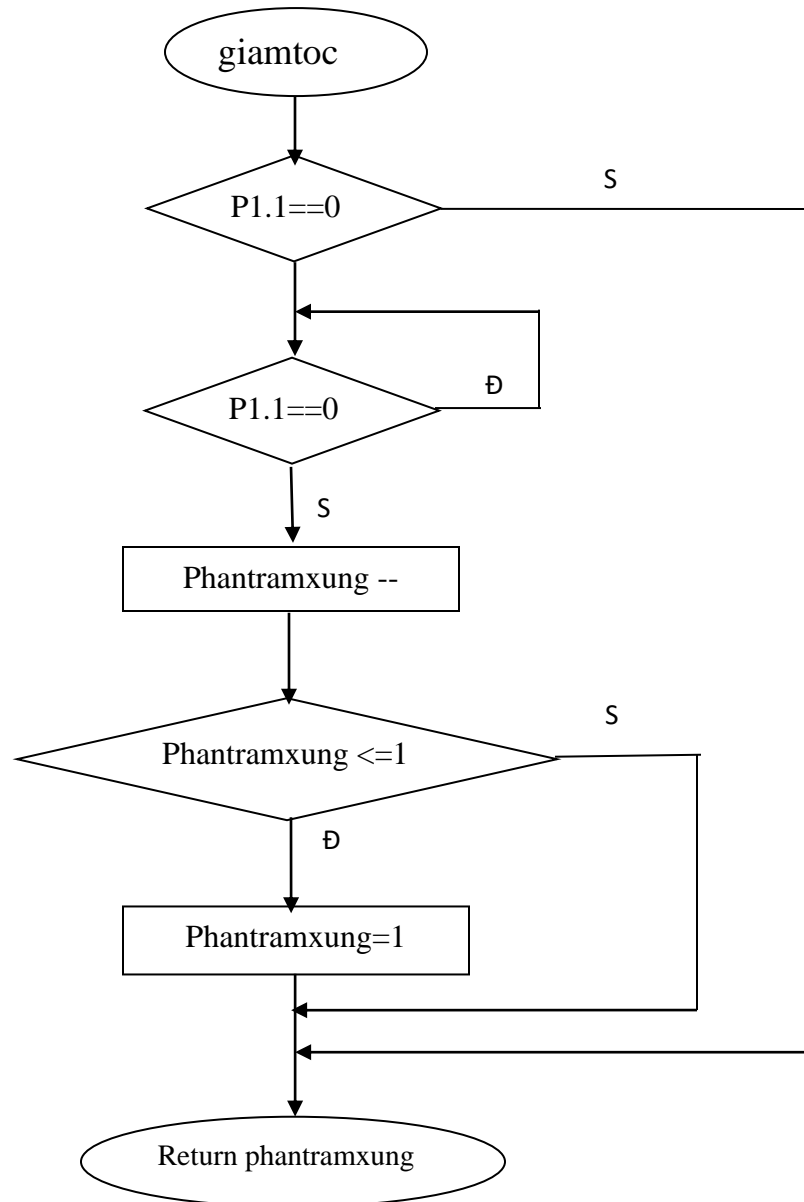 giamtoc
P1.1==0
S
P1.1==0
Đ
S
Phantramxung --
Phantramxung <=1
S
Đ
Phantramxung=1
Return phantramxung